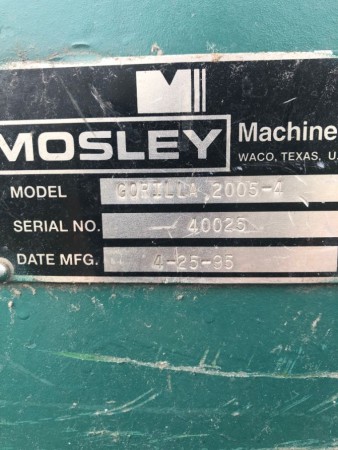 MOSLEY Machine
WACO, TEXAS, U.
MODEL GORILLA 2005-4
SERIAL NO. 40025
DATE MFG. 4-25-95